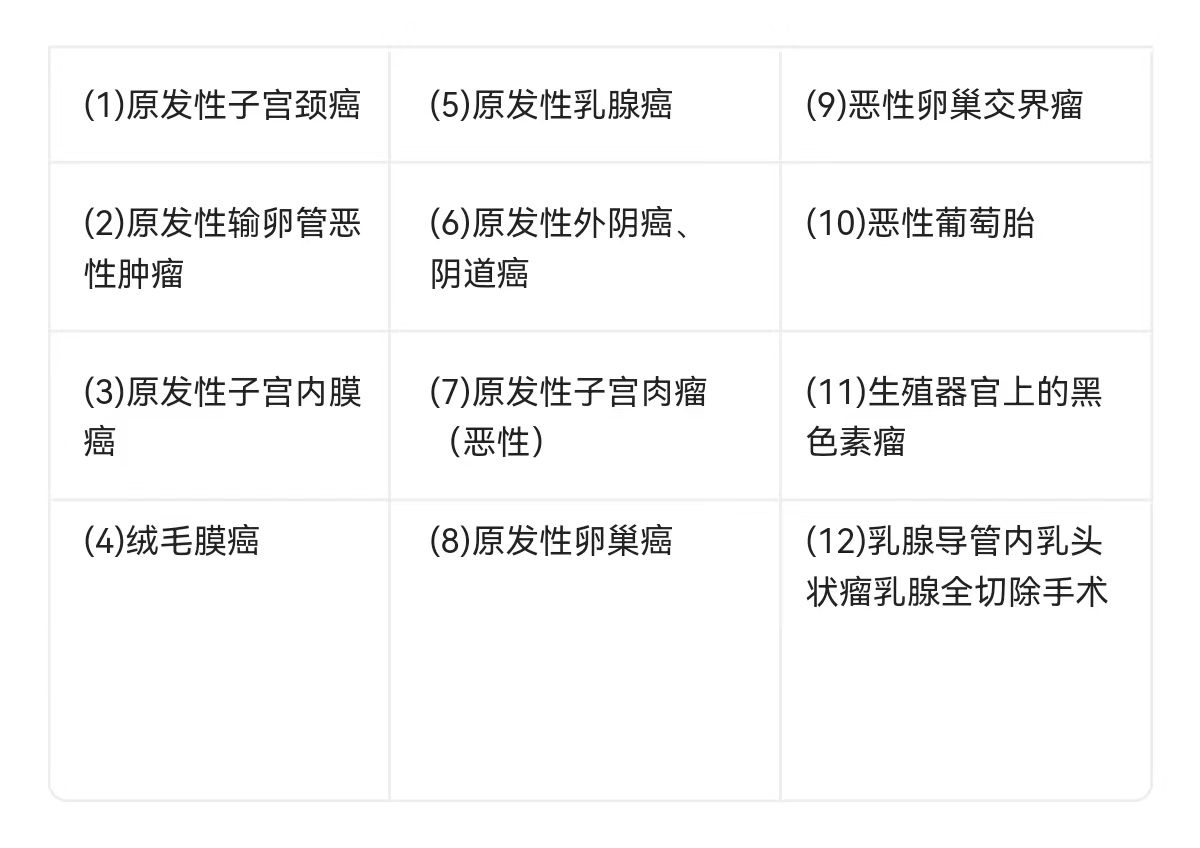 (1)原发性子宫颈癌
(5)原发性乳腺癌
(9)恶性卵巢交界瘤
(2)原发性输卵管恶
性肿瘤
(6)原发性外阴癌、
阴道癌
(10)恶性葡萄胎
(3)原发性子宫内膜
癌
(7)原发性子宫肉瘤
（恶性）
(11)生殖器官上的黑
色素瘤
(4)绒毛膜癌
(8)原发性卵巢癌
(12)乳腺导管内乳头
状瘤乳腺全切除手术